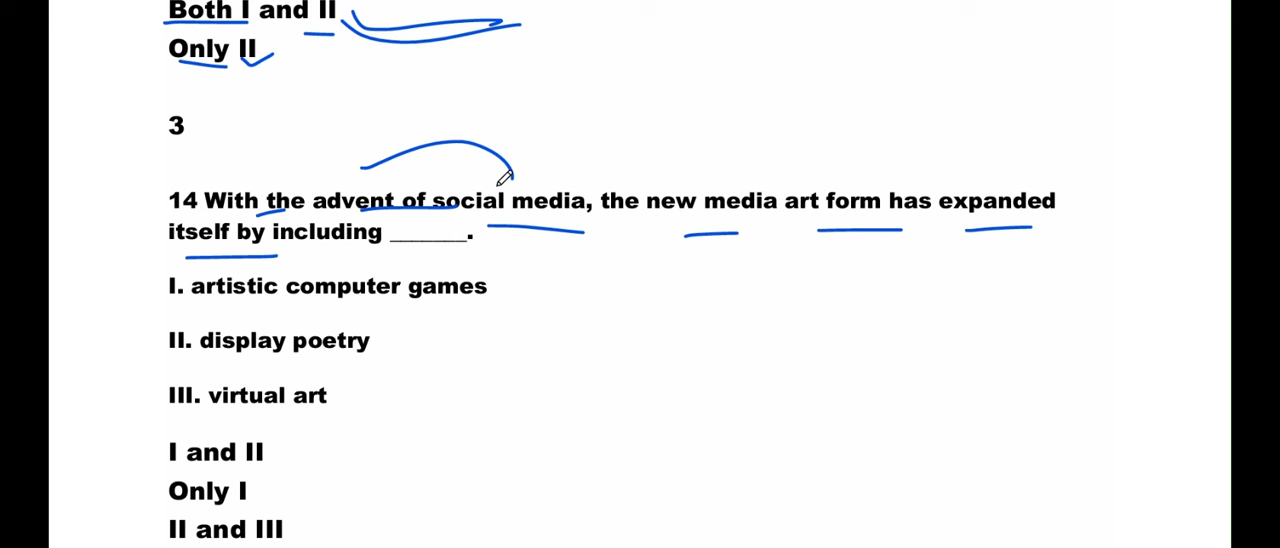 Both I and II
Only II
3
14 With the advent of social media, the new media art form has expanded
itself by including _______.
I. artistic computer games
II. display poetry
III. virtual art
I and II
Only I
II and III